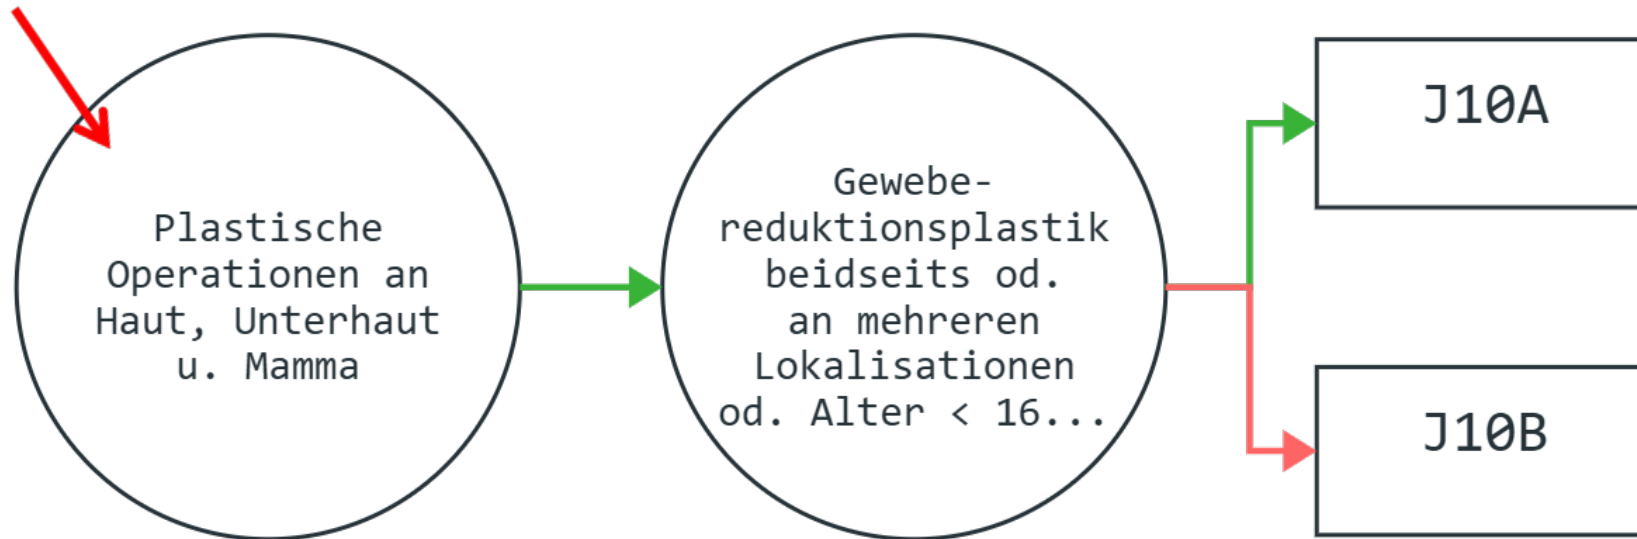 Plastische
Operationen an
Haut, Unterhaut
u. Mamma
Gewebe-
reduktionsplastik
beidseits od.
an mehreren
Lokalisationen
od. Alter < 16...
J10A
J10B